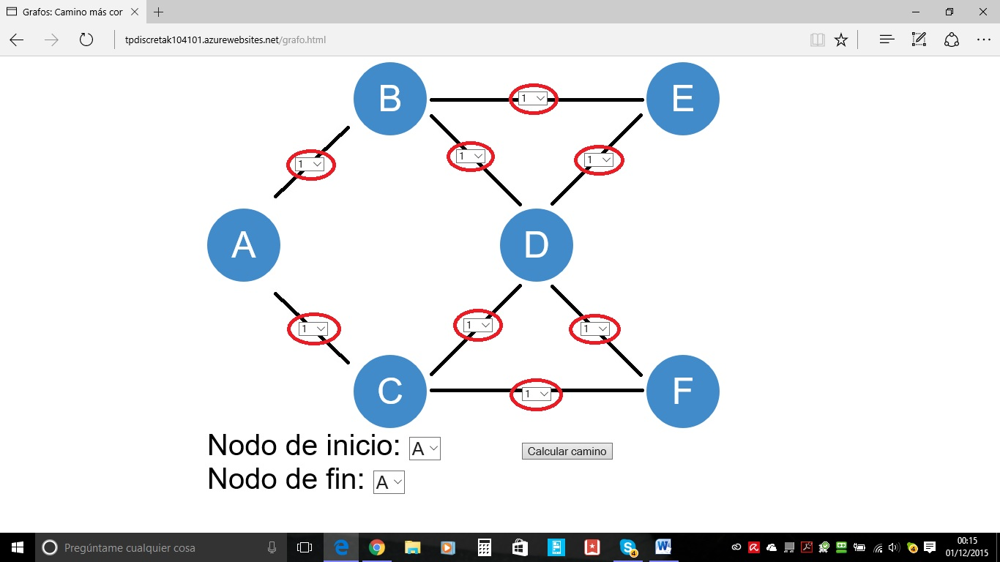 Grafos: Camino más cor
tpdiscretak104101.azurewebsites.net/grafo.html
B
1
E
1
1
1
A
D
1
1
1
C
1
F
Nodo de inicio: A
Calcular camino
Nodo de fin: A
Pregúntame cualquier cosa
4
4
00:15
01/12/2015